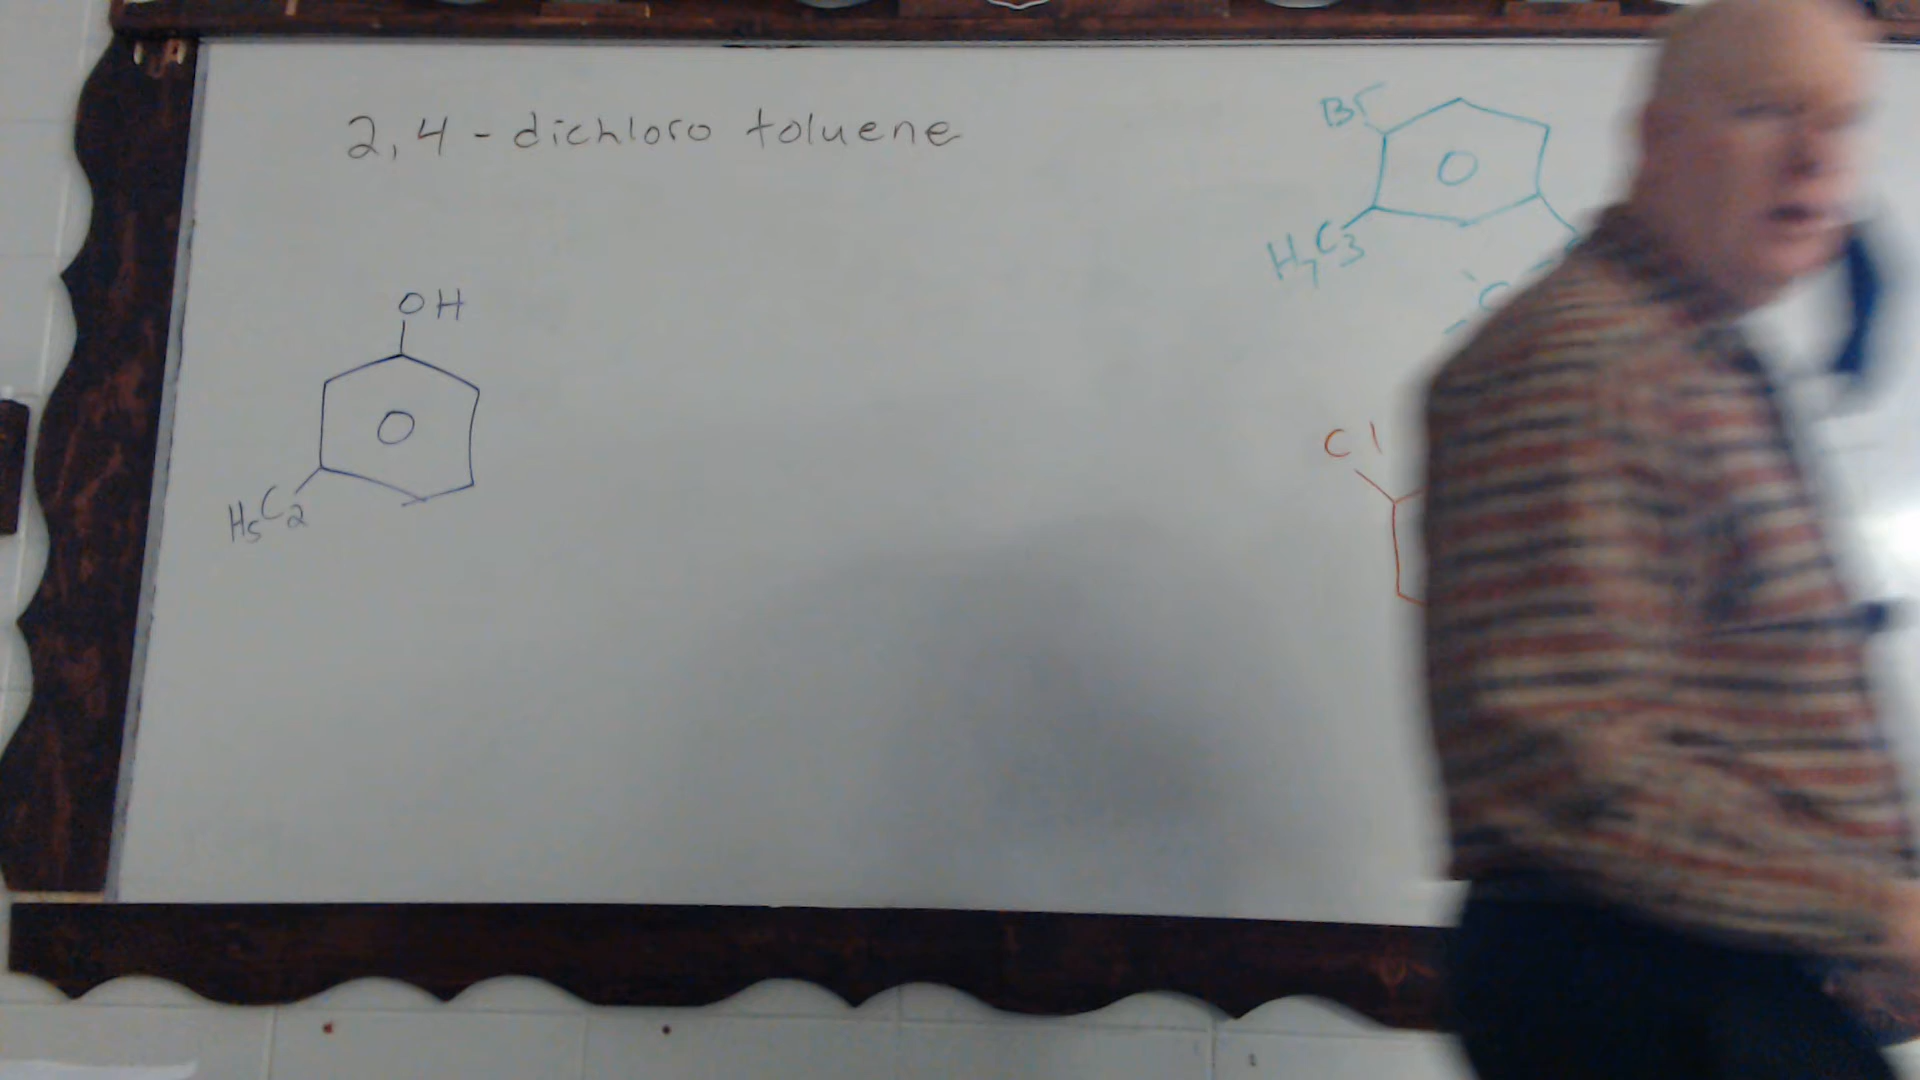 2,4-dichloro toluene
Br
H7C3
C
OH
H5C2
Cl